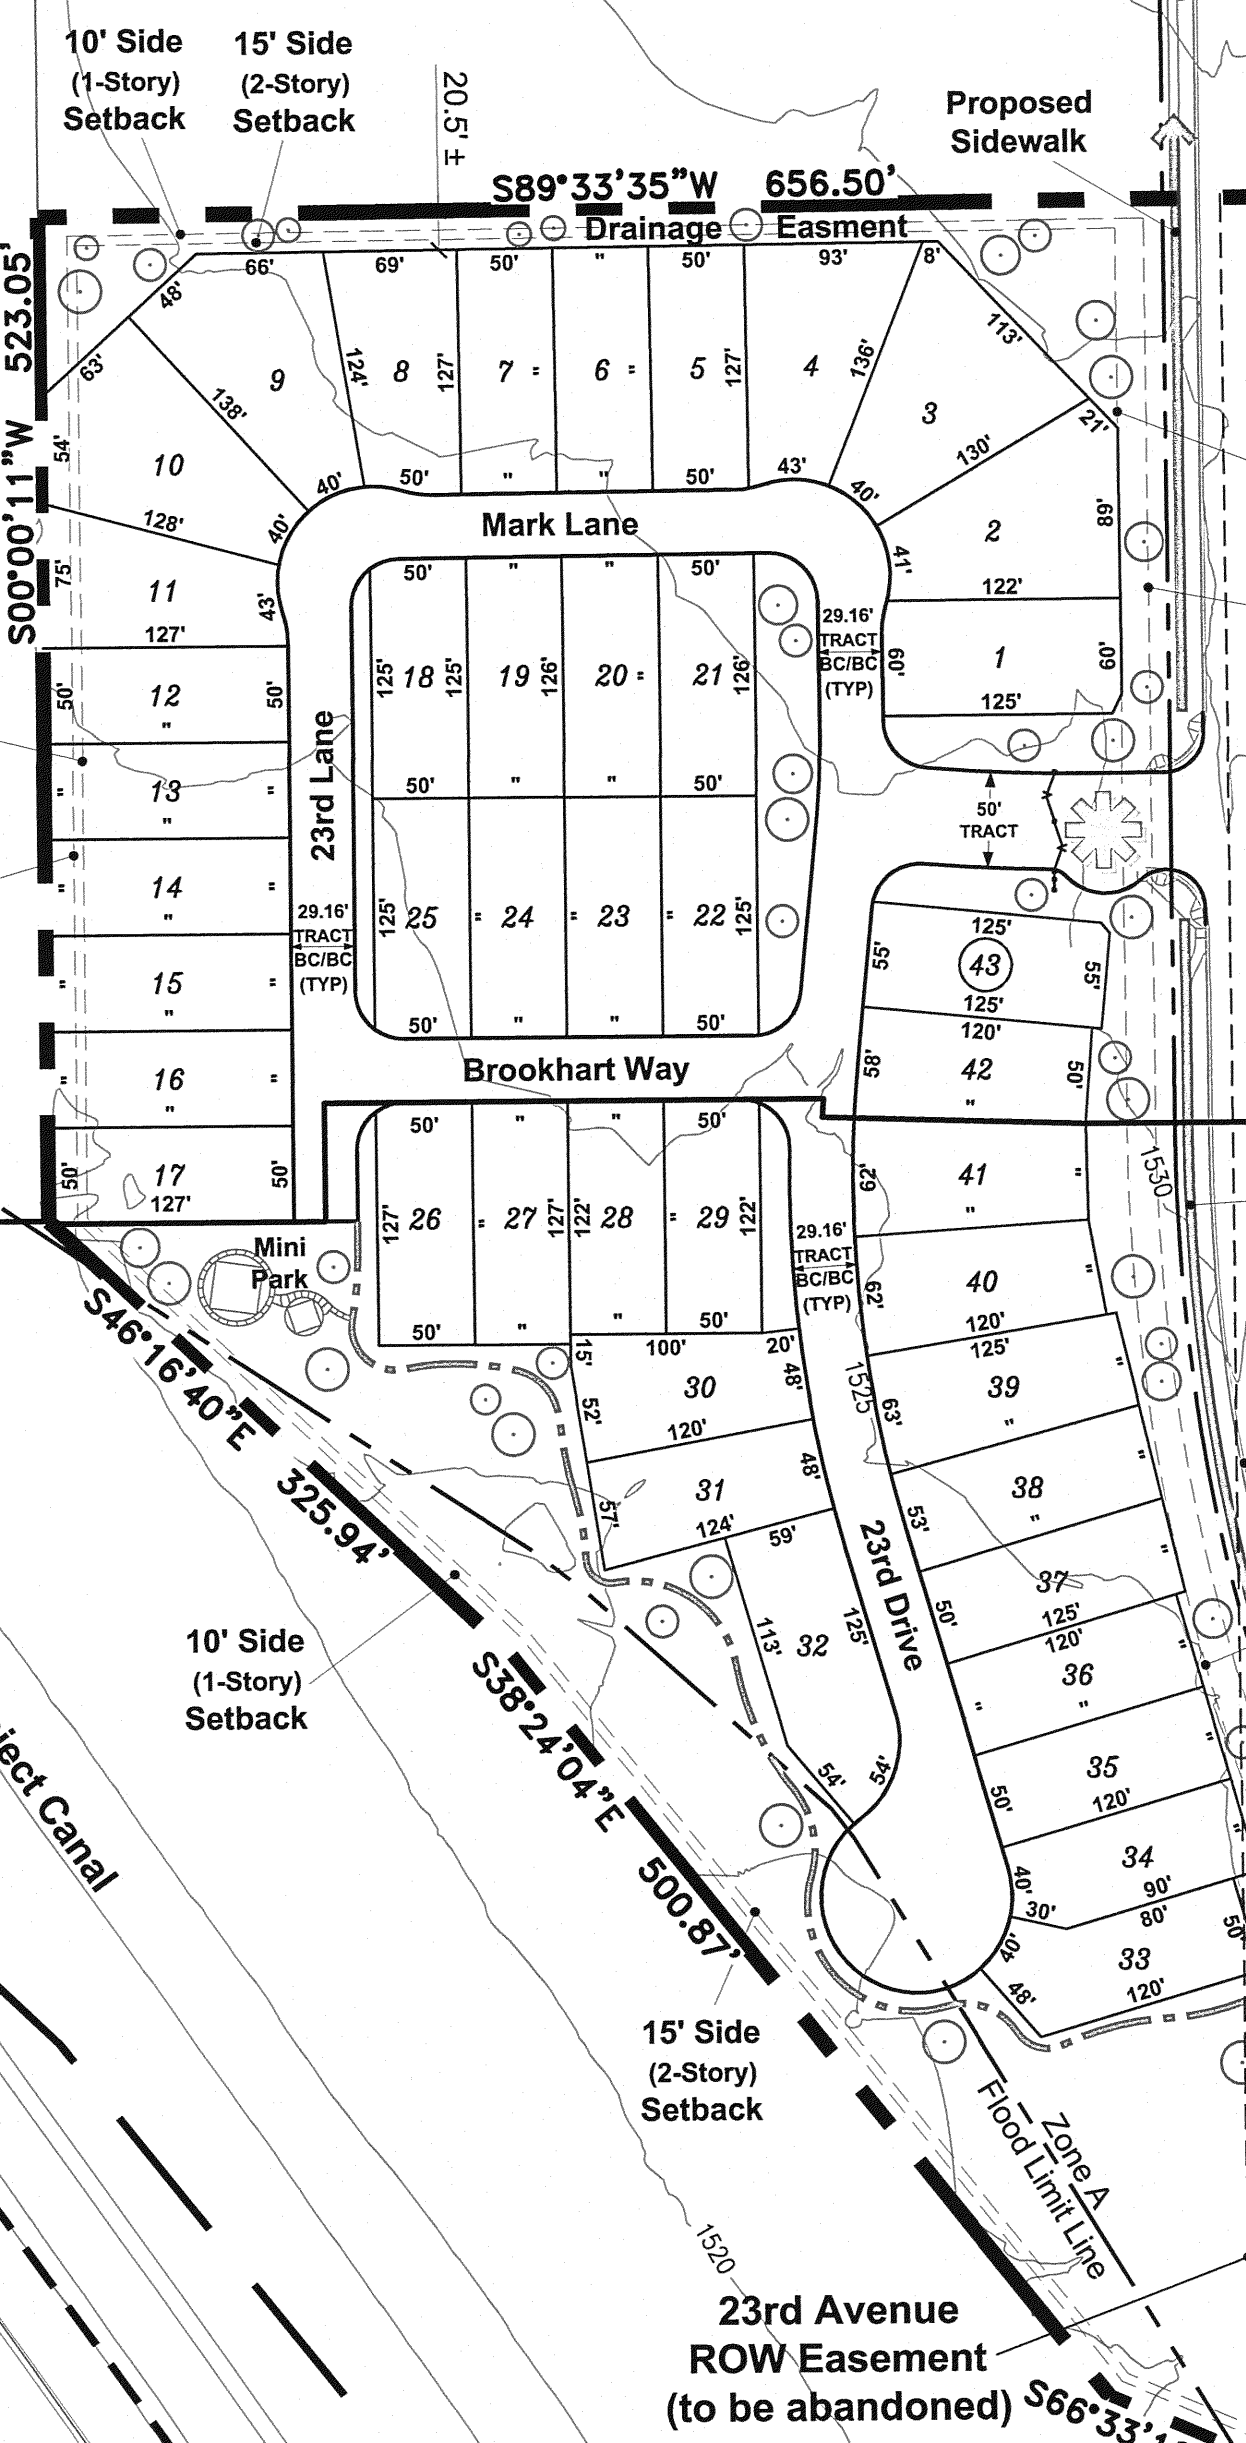 10' Side
(1-Story)
Setback
15' Side
(2-Story)
Setback
20.5' ±
Proposed
Sidewalk
S89°33'35"W 656.50'
Drainage Easment
66' 69' 50' " 50' 93' 8'
48'
63'
113'
523.05'
S00°00'11"W
9 8 7 = 6 = 5 4 3
138' 124' 127' 127' 136' 130' 21'
10
54'
40' 50' " " 50' 43' 40'
128'
40'
Mark Lane
2
89'
41'
122'
75'
11
43'
127'
50' " " 50'
29.16'
TRACT
BC/BC
(TYP)
1
60' 60'
125'
125' 18 125' 19 126' 20 = 21 126'
50' 12 50'
"
23rd Lane
50' " " 50'
" 13 =
"
50'
TRACT
" 14 =
"
29.16'
TRACT
BC/BC
(TYP)
125' 25 = 24 = 23 = 22 125'
125'
55' 43 55'
125'
" 15 =
"
50' " " 50'
120'
58' 42 50'
"
Brookhart Way
" 16 =
"
50' " " 50'
50' 17 50'
127'
62' 41 "
"
1530
127' 26 = 27 127' 122' 28 = 29 122'
29.16'
TRACT
BC/BC
(TYP)
Mini
Park
62' 40 "
120'
50' " " 50'
15' 100' 20'
125'
S46°16'40"E
325.94'
52' 30 48'
120'
1525
63' 39 "
"
57' 31 48'
124' 59'
53' 38 "
"
23rd Drive
50' 37 "
125'
10' Side
(1-Story)
Setback
113' 32 125'
120'
" 36 "
"
S38°24'04"E
500.87'
54' 54'
50' 35 "
120'
ject Canal
40' 34 "
90'
30' 80' 50'
40' 33
48' 120'
15' Side
(2-Story)
Setback
Zone A
Flood Limit Line
1520
23rd Avenue
ROW Easement
(to be abandoned)
S66°33'1